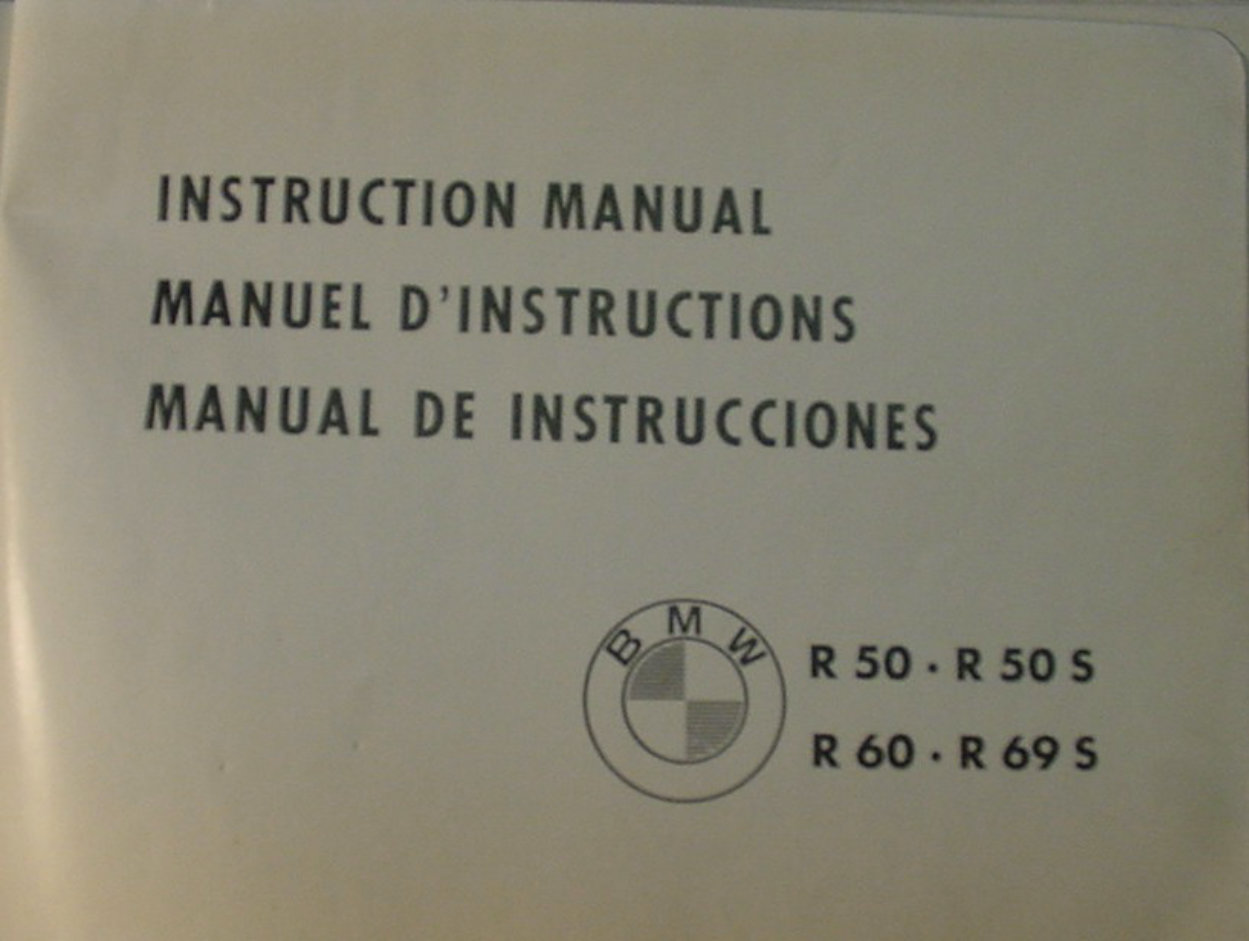 INSTRUCTION MANUAL
MANUEL D'INSTRUCTIONS
MANUAL DE INSTRUCCIONES
BMW
R 50 · R 50 S
R 60 · R 69 S